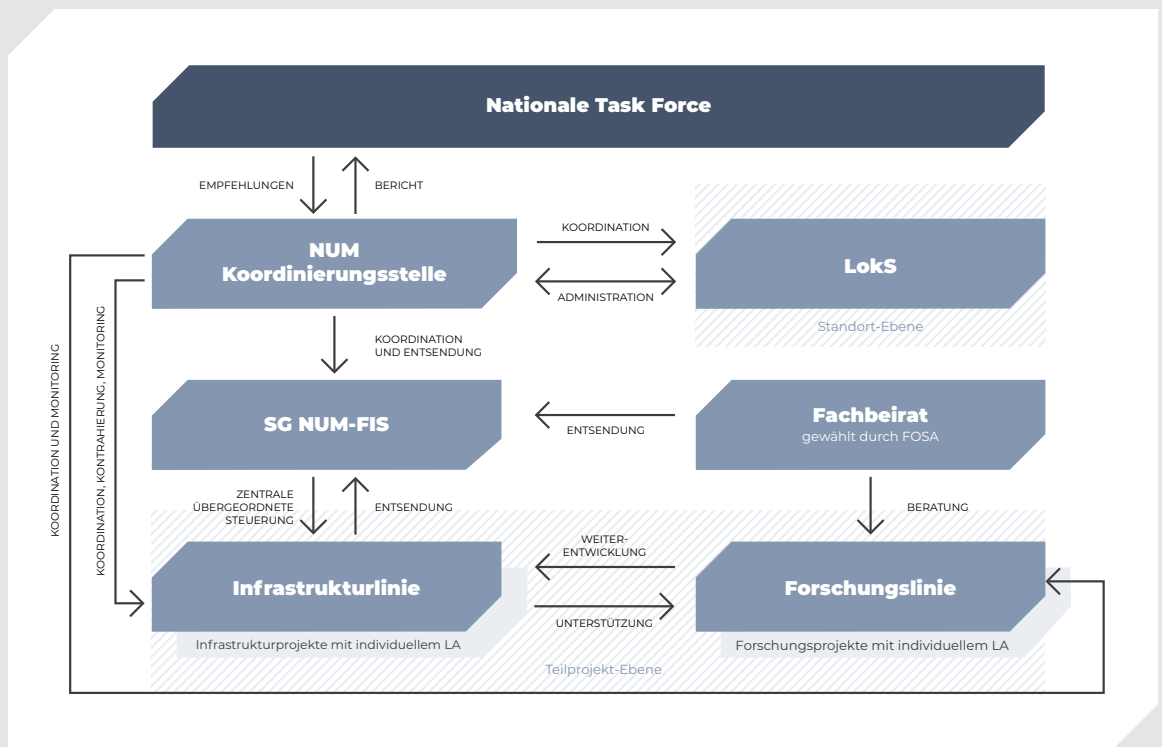 Nationale Task Force
EMPFEHLUNGEN
BERICHT
NUM
Koordinierungsstelle
KOORDINATION
ADMINISTRATION
LokS
Standort-Ebene
KOORDINATION
UND ENTSENDUNG
KOORDINATION UND MONITORING
KOORDINATION, KONTRAHIERUNG, MONITORING
SG NUM-FIS
ENTSENDUNG
Fachbeirat
gewählt durch FOSA
ZENTRALE
ÜBERGEORDNETE
STEUERUNG
ENTSENDUNG
BERATUNG
WEITER-
ENTWICKLUNG
Infrastrukturlinie
UNTERSTÜTZUNG
Forschungslinie
Infrastrukturprojekte mit individuellem LA
Forschungsprojekte mit individuellem LA
Teilprojekt-Ebene